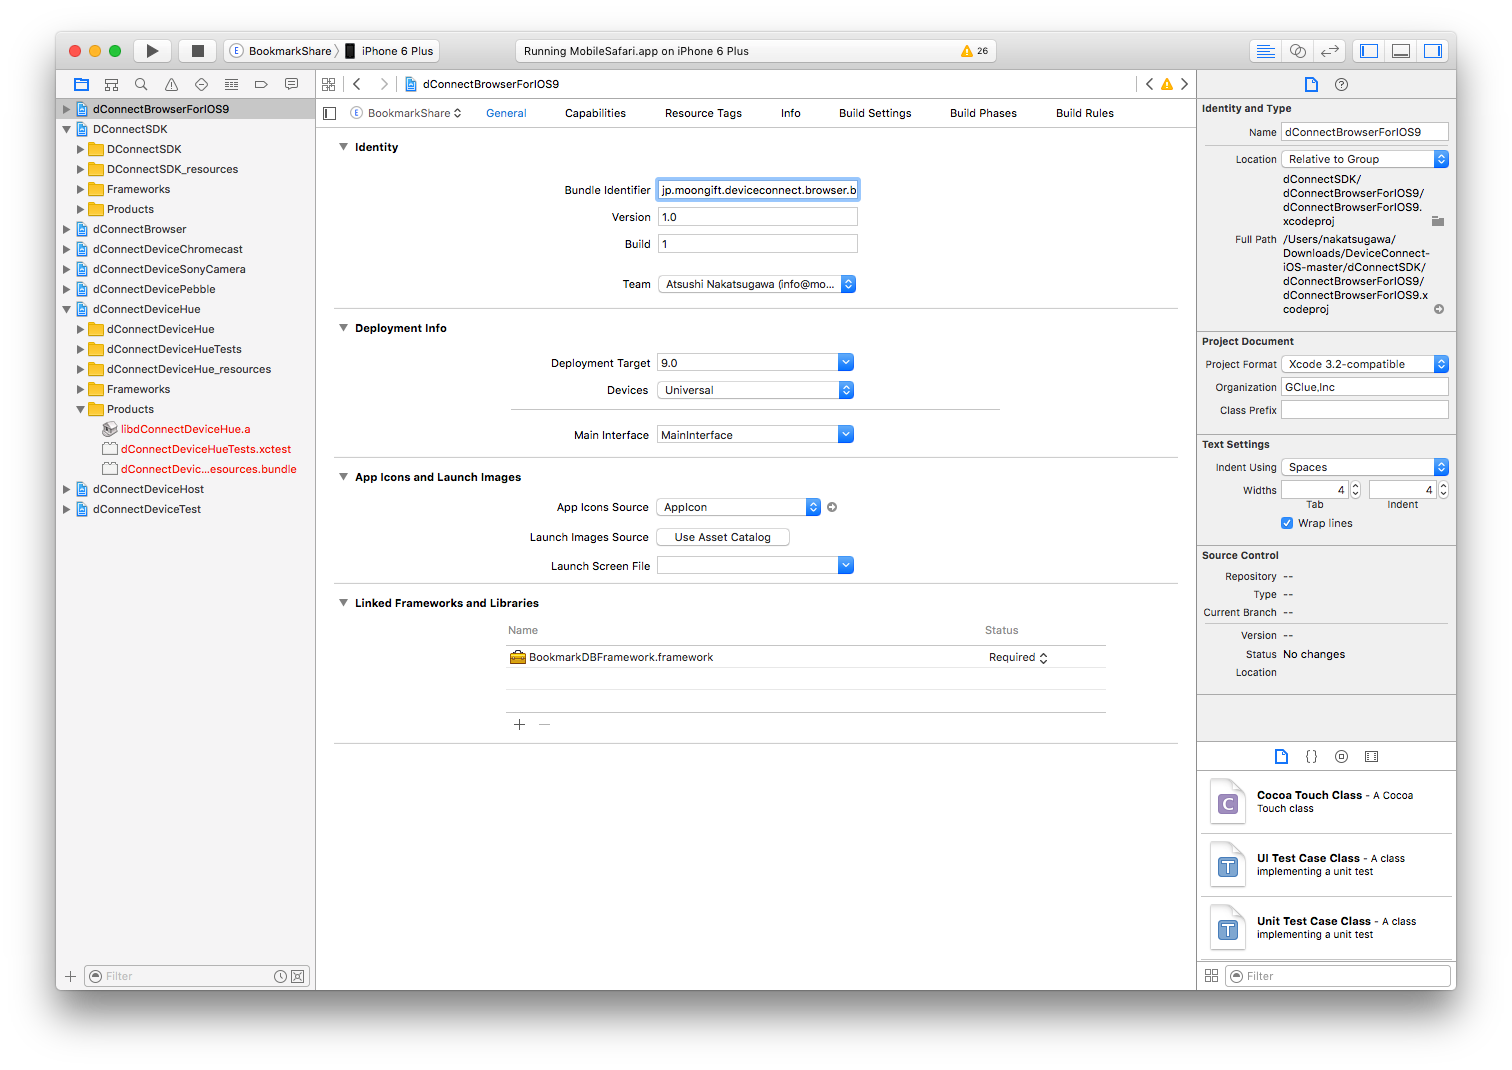 BookmarkShare
iPhone 6 Plus
Running MobileSafari.app on iPhone 6 Plus
26
dConnectBrowserForIOS9
dConnectBrowserForIOS9
DConnectSDK
DConnectSDK
DConnectSDK_resources
Frameworks
Products
dConnectBrowser
dConnectDeviceChromecast
dConnectDeviceSonyCamera
dConnectDevicePebble
dConnectDeviceHue
dConnectDeviceHue
dConnectDeviceHueTests
dConnectDeviceHue_resources
Frameworks
Products
libdConnectDeviceHue.a
dConnectDeviceHueTests.xctest
dConnectDevic...esources.bundle
dConnectDeviceHost
dConnectDeviceTest
Filter
E BookmarkShare General Capabilities Resource Tags Info Build Settings Build Phases Build Rules
Identity
Bundle Identifier jp.moongift.deviceconnect.browser.b
Version 1.0
Build 1
Team Atsushi Nakatsugawa (info@mo...
Deployment Info
Deployment Target 9.0
Devices Universal
Main Interface MainInterface
App Icons and Launch Images
App Icons Source AppIcon
Launch Images Source Use Asset Catalog
Launch Screen File
Linked Frameworks and Libraries
Name Status
BookmarkDBFramework.framework Required
Identity and Type
Name dConnectBrowserForIOS9
Location Relative to Group
dConnectSDK/
dConnectBrowserForIOS9/
dConnectBrowserForIOS9.
xcodeproj
Full Path /Users/nakatsugawa/
Downloads/DeviceConnect-
iOS-master/dConnectSDK/
dConnectBrowserForIOS9/
dConnectBrowserForIOS9.x
codeproj
Project Document
Project Format Xcode 3.2-compatible
Organization GClue,Inc
Class Prefix
Text Settings
Indent Using Spaces
Widths 4 4
Tab Indent
Wrap lines
Source Control
Repository --
Type --
Current Branch --
Version --
Status No changes
Location
{}
C
Cocoa Touch Class - A Cocoa
Touch class
T
UI Test Case Class - A class
implementing a unit test
T
Unit Test Case Class - A class
implementing a unit test
Filter